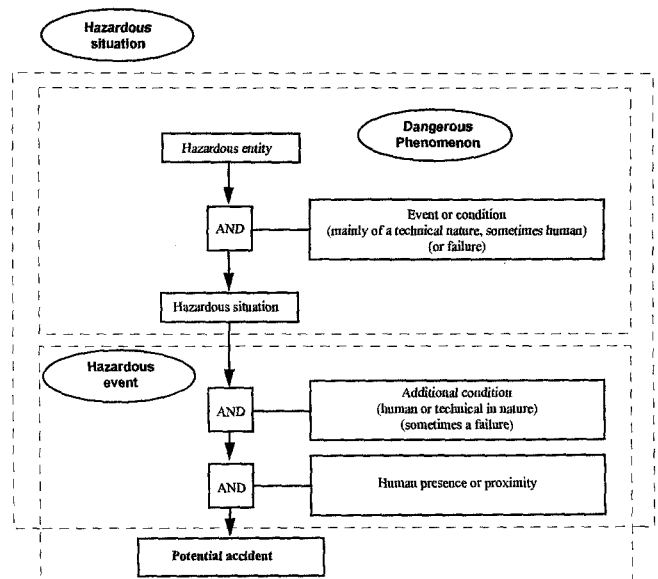 Hazardous
situation
Dangerous
Phenomenon
Hazardous entity
AND
Event or condition
(mainly of a technical nature, sometimes human)
(or failure)
Hazardous situation
Hazardous
event
AND
Additional condition
(human or technical in nature)
(sometimes a failure)
AND
Human presence or proximity
Potential accident